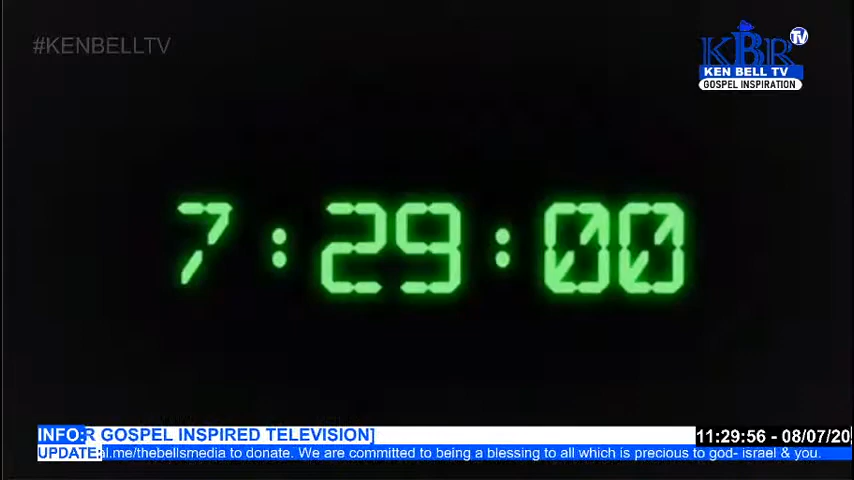 #KENBELLTV
KBR TV
KEN BELL TV
GOSPEL INSPIRATION
7:29:00
INFO:R GOSPEL INSPIRED TELEVISION]
11:29:56 - 08/07/20
UPDATE:al.me/thebellsmedia to donate. We are committed to being a blessing to all which is precious to god- israel & you.